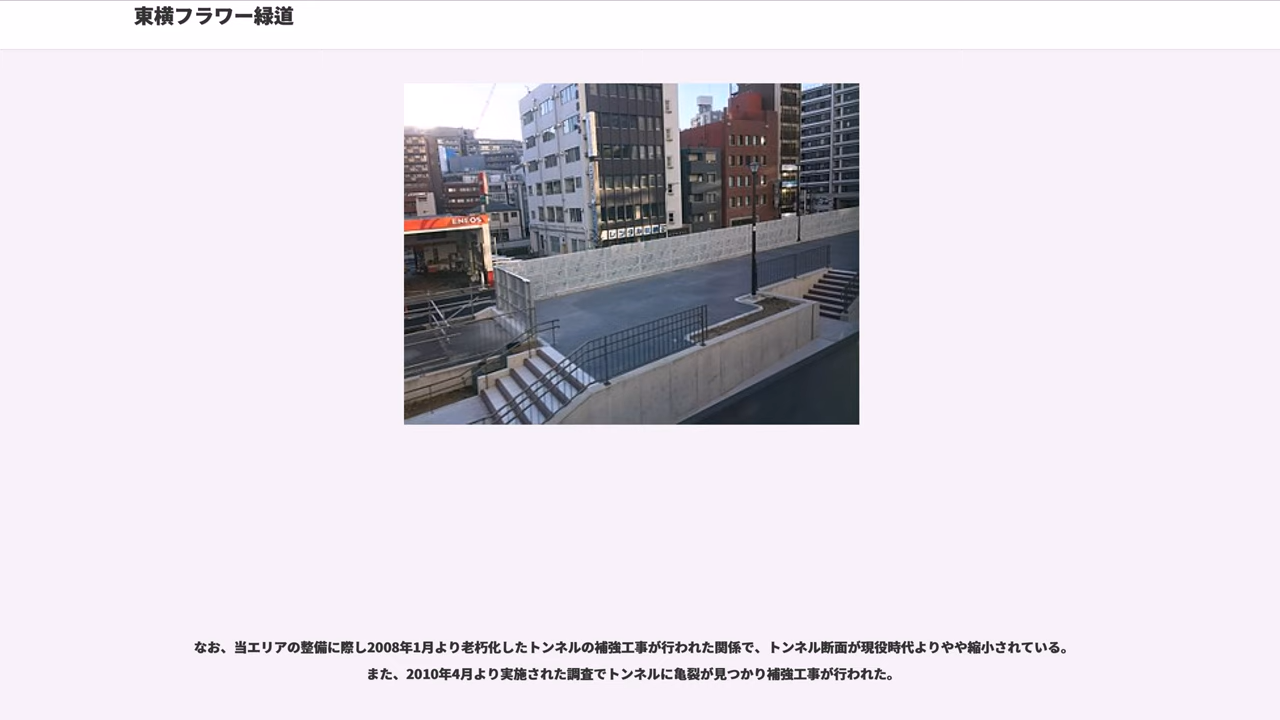 東横フラワー緑道
ENEOS
なお、当エリアの整備に際し2008年1月より老朽化したトンネルの補強工事が行われた関係で、トンネル断面が現役時代よりやや縮小されている。
また、2010年4月より実施された調査でトンネルに亀裂が見つかり補強工事が行われた。